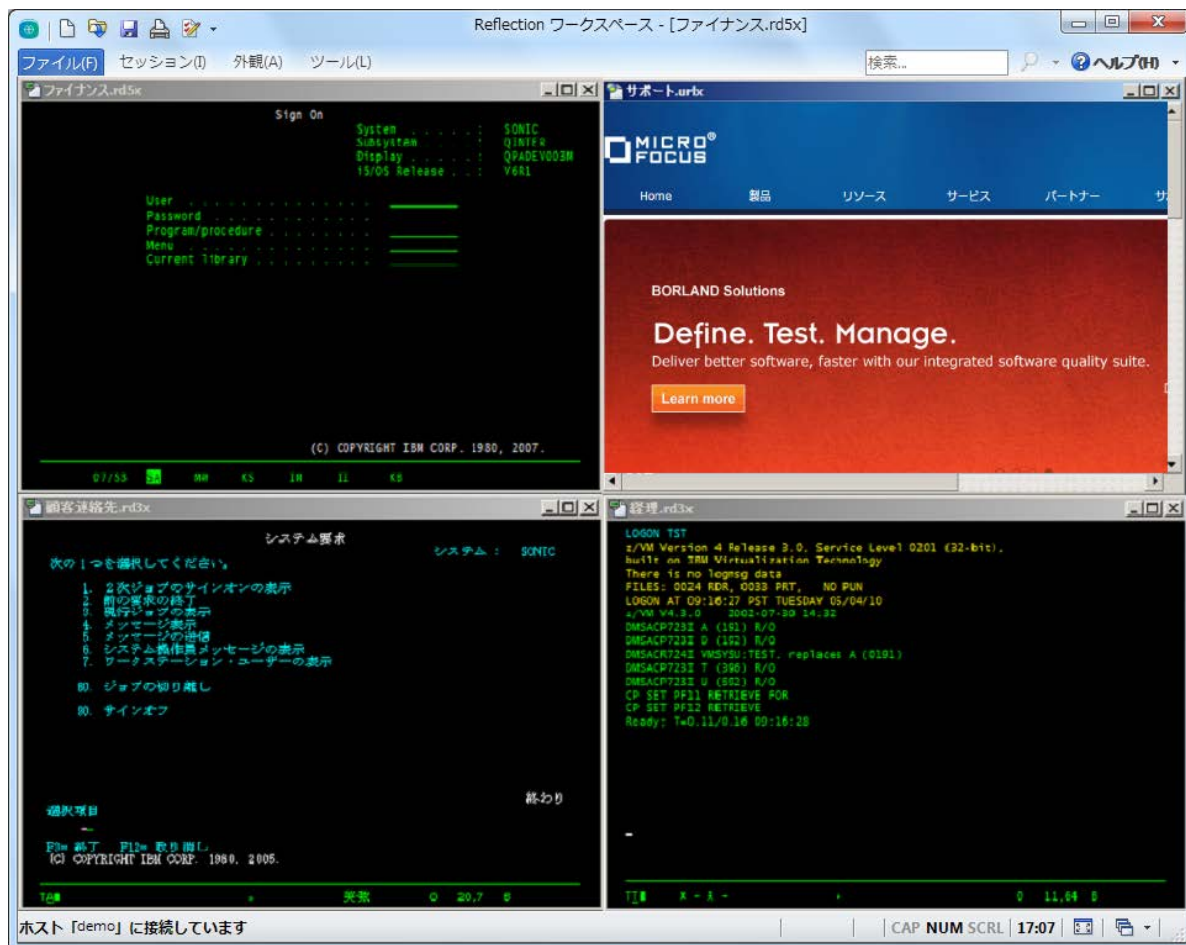 Reflection ワークスペース - [ファイナンス.rd5x]
ファイル(F) セッション(I) 外観(A) ツール(L) 検索... ヘルプ(H)
ファイナンス.rd5x
Sign On
System . . . . . : SONIC
Subsystem . . . . : QINTER
Display . . . . . : QPADEV003M
i5/OS Release . . : V6R1
User . . . . . . . . . . . . . .
Password . . . . . . . . . . . .
Program/procedure . . . . . . . .
Menu . . . . . . . . . . . . . .
Current library . . . . . . . . .
(C) COPYRIGHT IBM CORP. 1980, 2007.
07/53 SA MW KS IM II KB
サポート.urlx
MICRO®
FOCUS
Home 製品 リソース サービス パートナー
BORLAND Solutions
Define. Test. Manage.
Deliver better software, faster with our integrated software quality suite.
Learn more
顧客連絡先.rd3x
システム要求
システム : SONIC
次の1つを選択してください。
1. 2次ジョブのサインオンの表示
2. 前の要求の終了
3. 現行ジョブの表示
4. メッセージ表示
5. メッセージの送信
6. システム操作員メッセージの表示
7. ワークステーション・ユーザーの表示
80. ジョブの切り離し
90. サインオフ
終わり
選択項目
F3= 終了 F12= 取り消し
(C) COPYRIGHT IBM CORP. 1980, 2005.
20,7
経理.rd3x
LOGON TST
z/VM Version 4 Release 3.0, Service Level 0201 (32-bit),
built on IBM Virtualization Technology
There is no logmsg data
FILES: 0024 RDR, 0033 PRT, NO PUN
LOGON AT 09:16:27 PST TUESDAY 05/04/10
z/VM V4.3.0 2002-07-30 14.32
DMSACP723I A (191) R/O
DMSACP723I D (192) R/O
DMSACR724I VMSYSU:TEST. replaces A (0191)
DMSACP723I T (396) R/O
DMSACP723I U (552) R/O
CP SET PF11 RETRIEVE FOR
CP SET PF12 RETRIEVE
Ready; T=0.11/0.16 09:16:28
11,64
ホスト「demo」に接続しています CAP NUM SCRL 17:07